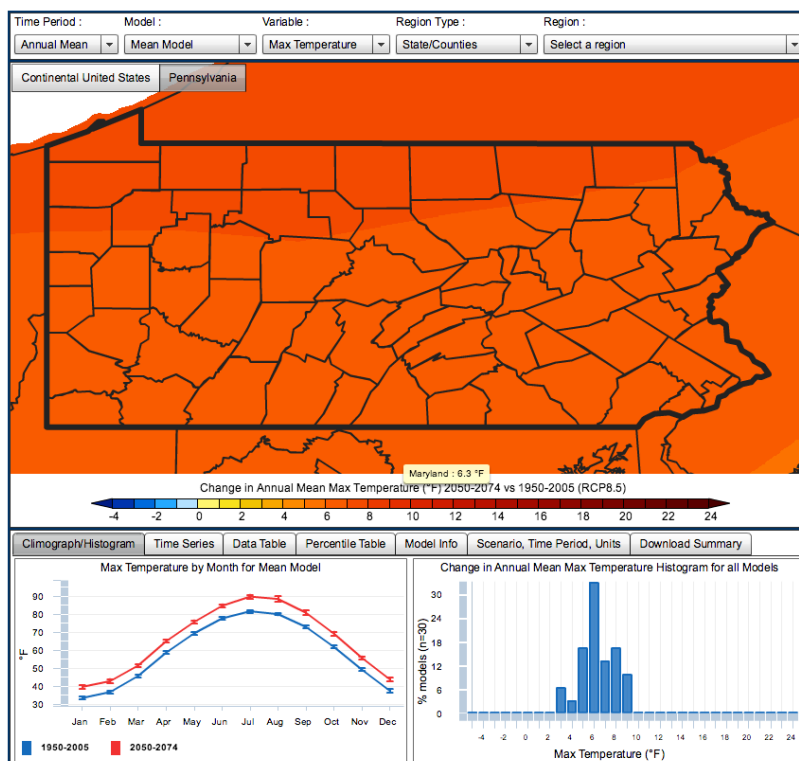 Time Period : Model : Variable : Region Type : Region :
Annual Mean Mean Model Max Temperature State/Counties Select a region
Continental United States Pennsylvania
Maryland : 6.3 °F
Change in Annual Mean Max Temperature (°F) 2050-2074 vs 1950-2005 (RCP8.5)
-4 -2 0 2 4 6 8 10 12 14 16 18 20 22 24
Climograph/Histogram Time Series Data Table Percentile Table Model Info Scenario, Time Period, Units Download Summary
Max Temperature by Month for Mean Model
°F
90
80
70
60
50
40
30
Jan Feb Mar Apr May Jun Jul Aug Sep Oct Nov Dec
1950-2005 2050-2074
Change in Annual Mean Max Temperature Histogram for all Models
% models (n=30)
30
24
18
12
6
0
-4 -2 0 2 4 6 8 10 12 14 16 18 20 22 24
Max Temperature (°F)